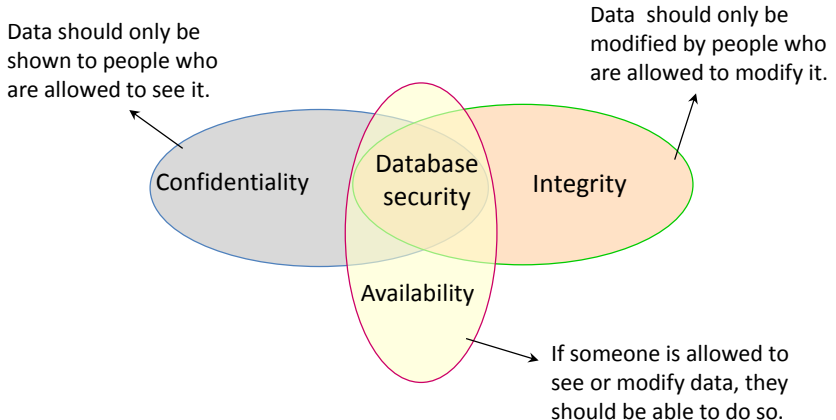 Data should only be
shown to people who
are allowed to see it.
Data should only be
modified by people who
are allowed to modify it.
Confidentiality
Database
security
Integrity
Availability
If someone is allowed to
see or modify data, they
should be able to do so.